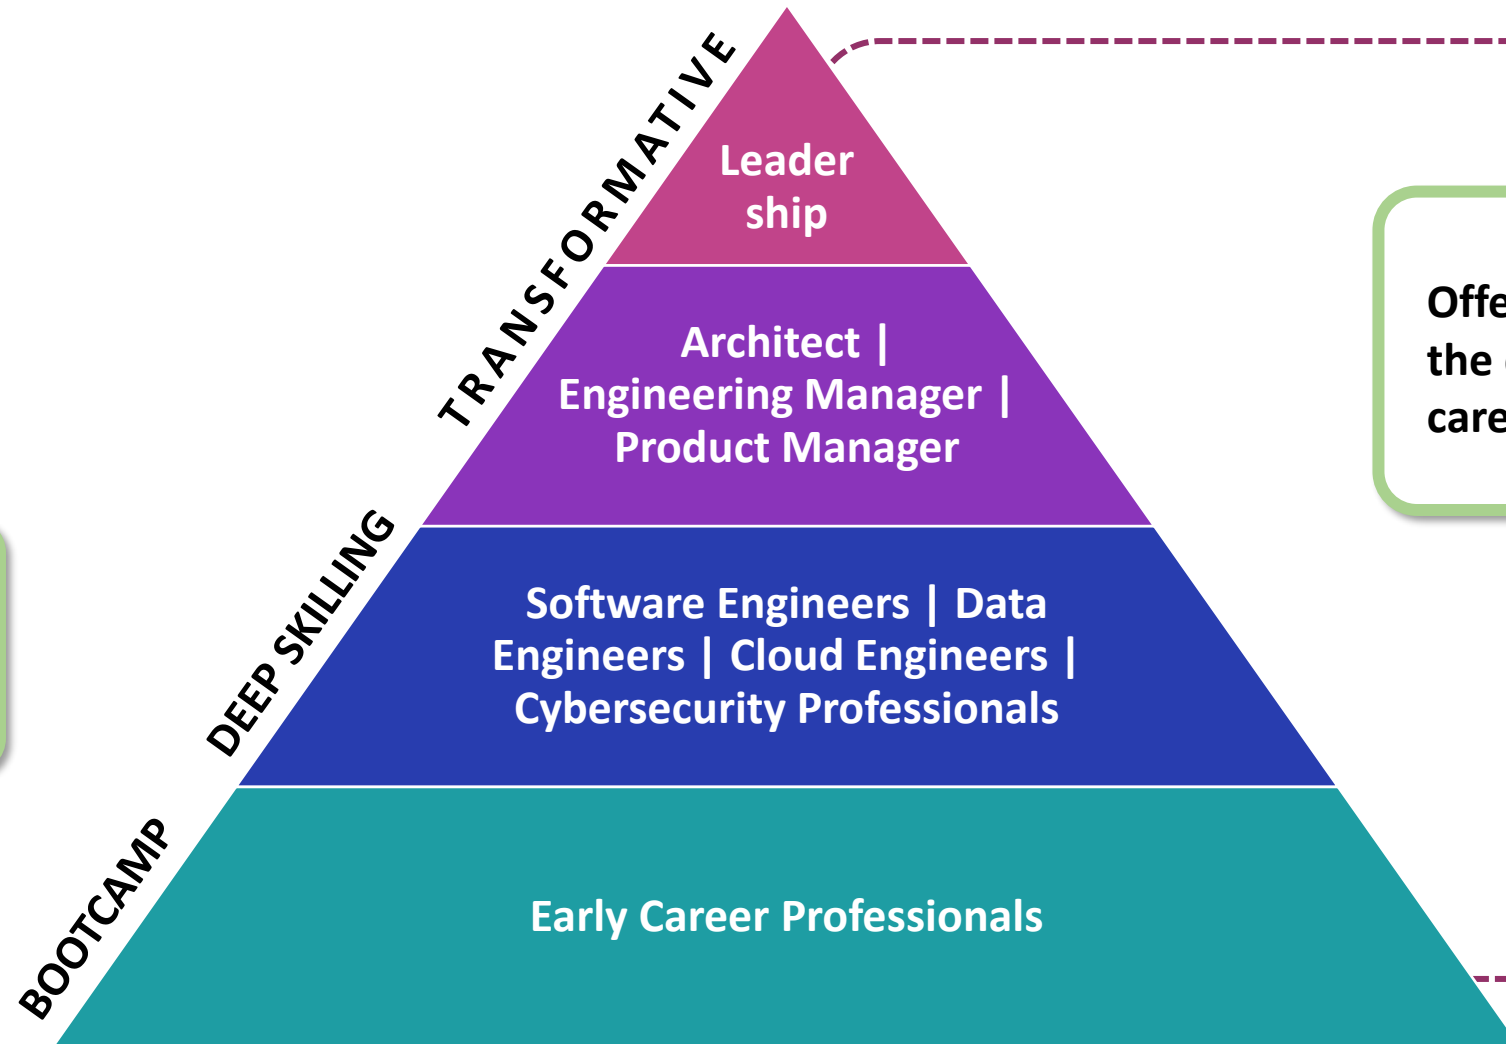 TRANSFORMATIVE
Leader
ship
Architect |
Engineering Manager |
Product Manager
DEEP SKILLING
Software Engineers | Data
Engineers | Cloud Engineers |
Cybersecurity Professionals
BOOTCAMP
Early Career Professionals
the